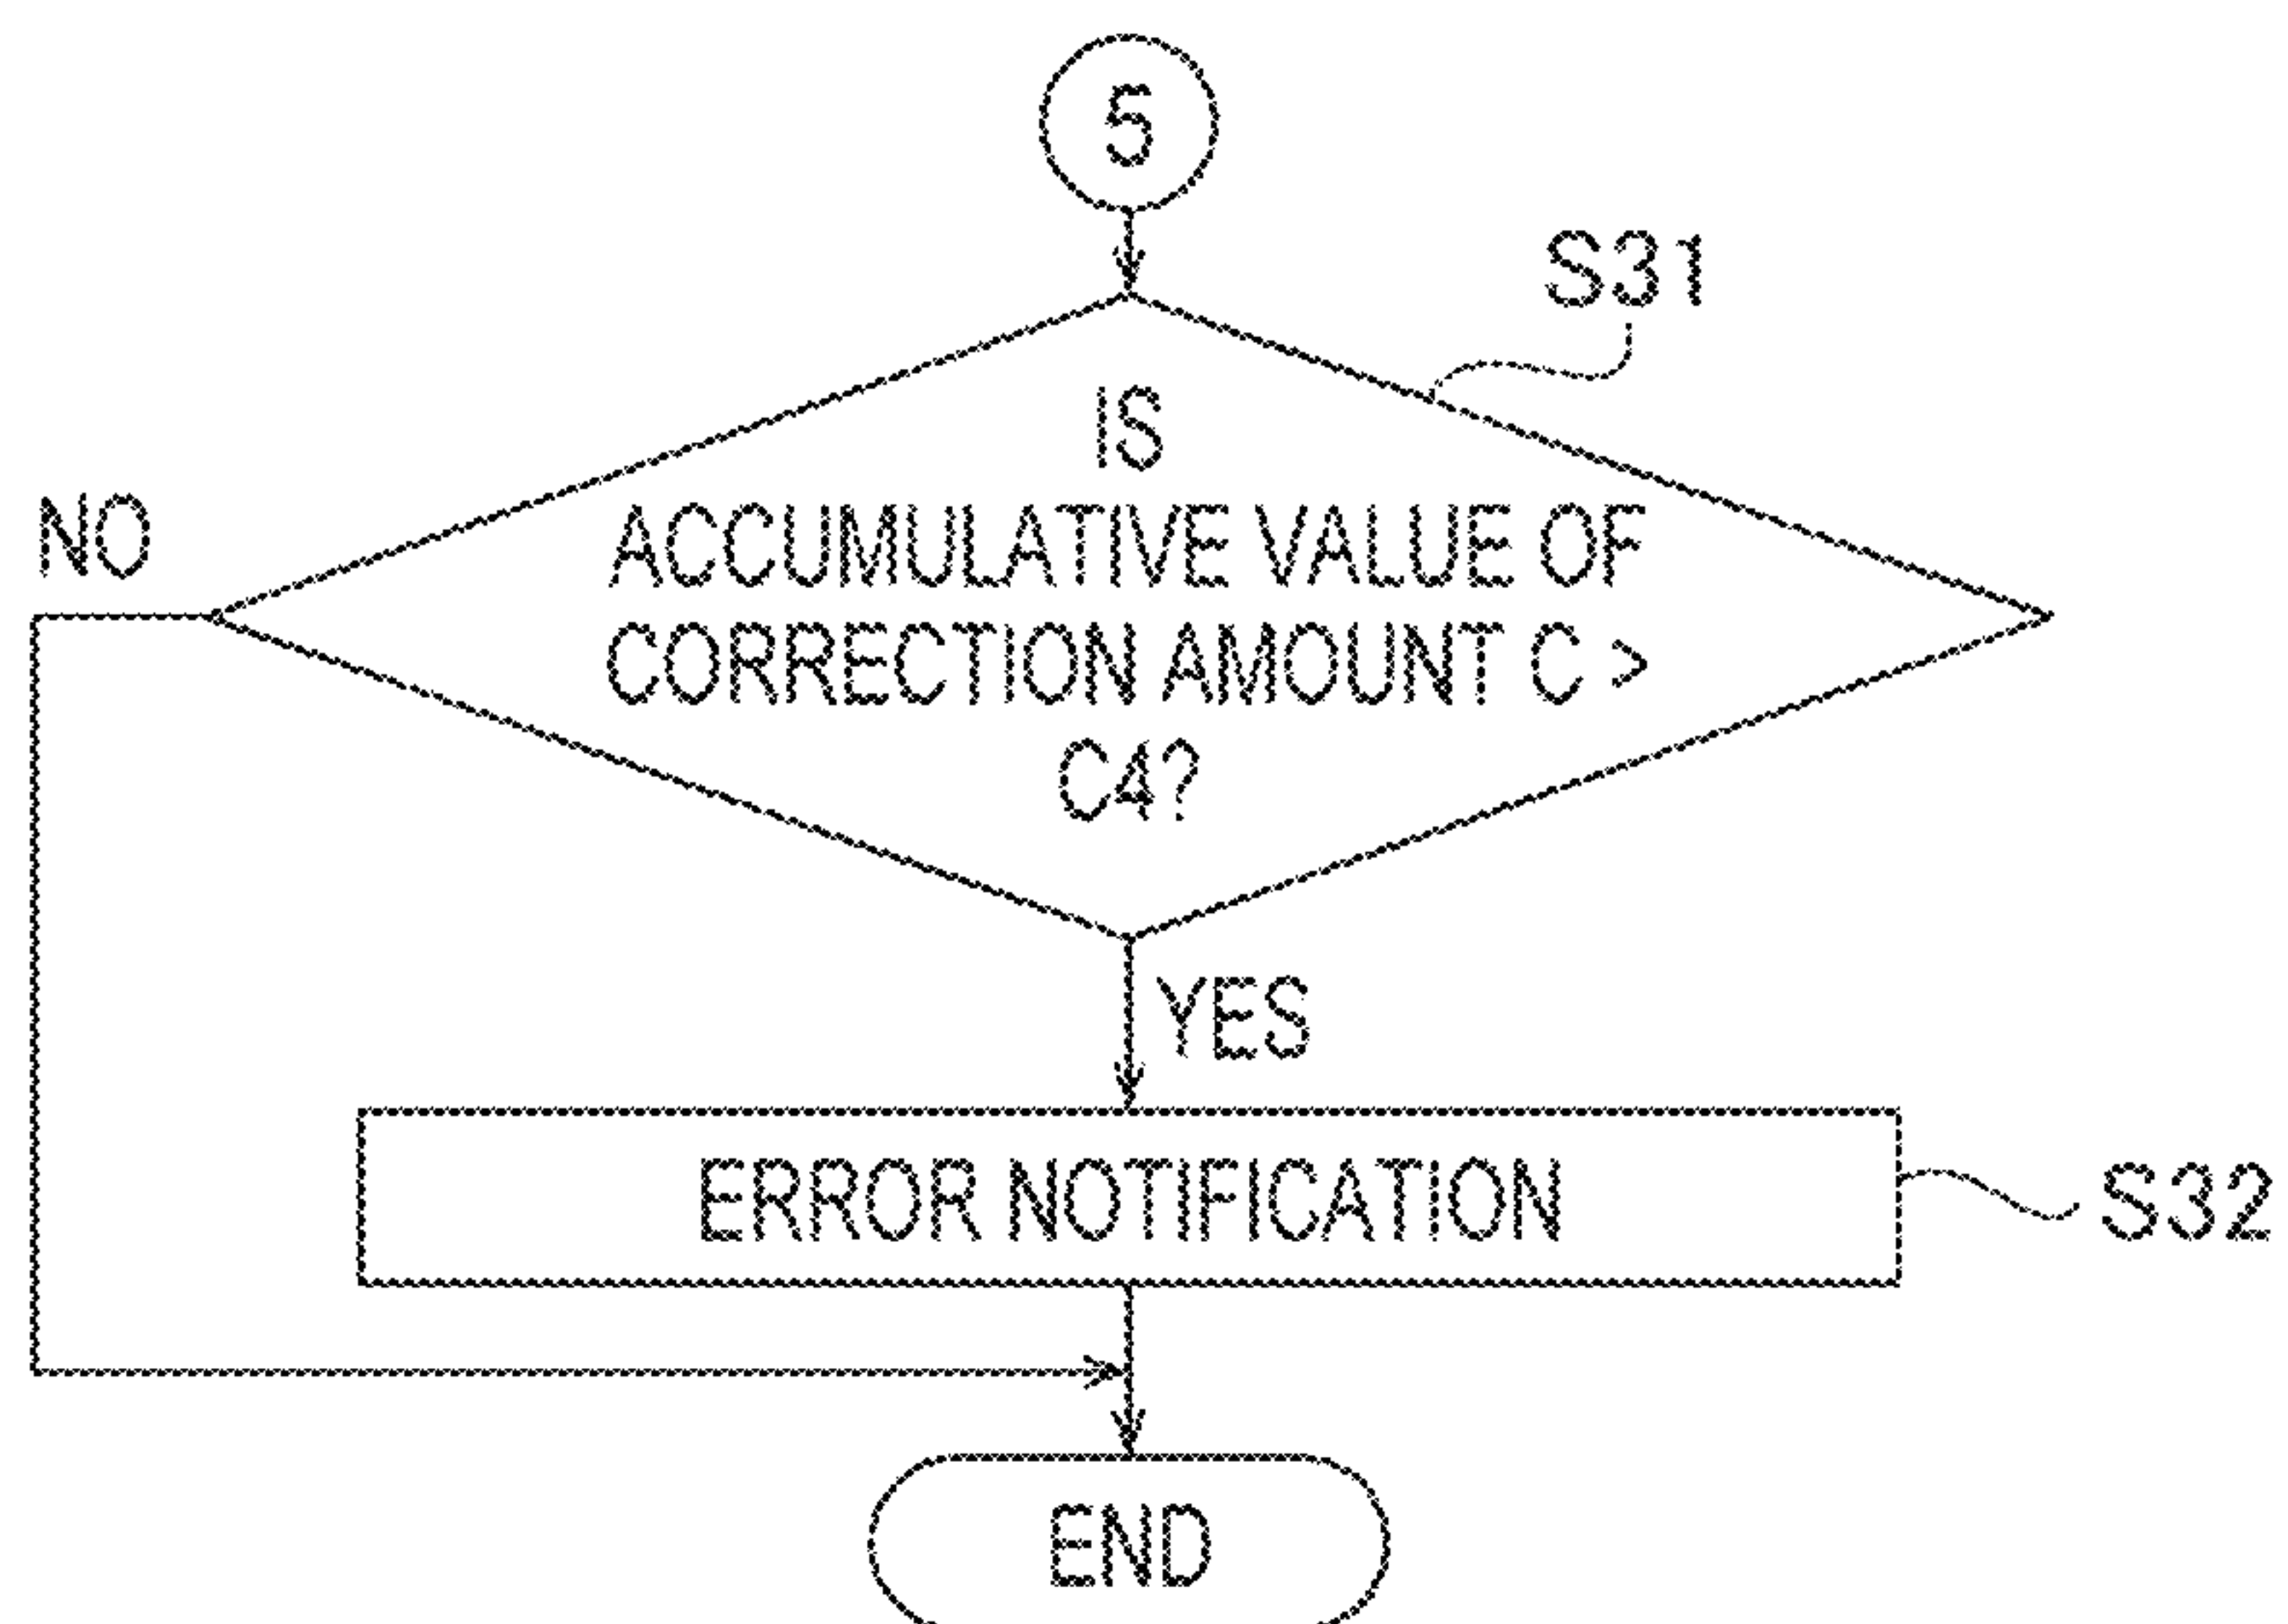 5
S31
IS
ACCUMULATIVE VALUE OF
CORRECTION AMOUNT C >
C4?
NO
YES
ERROR NOTIFICATION
S32
END